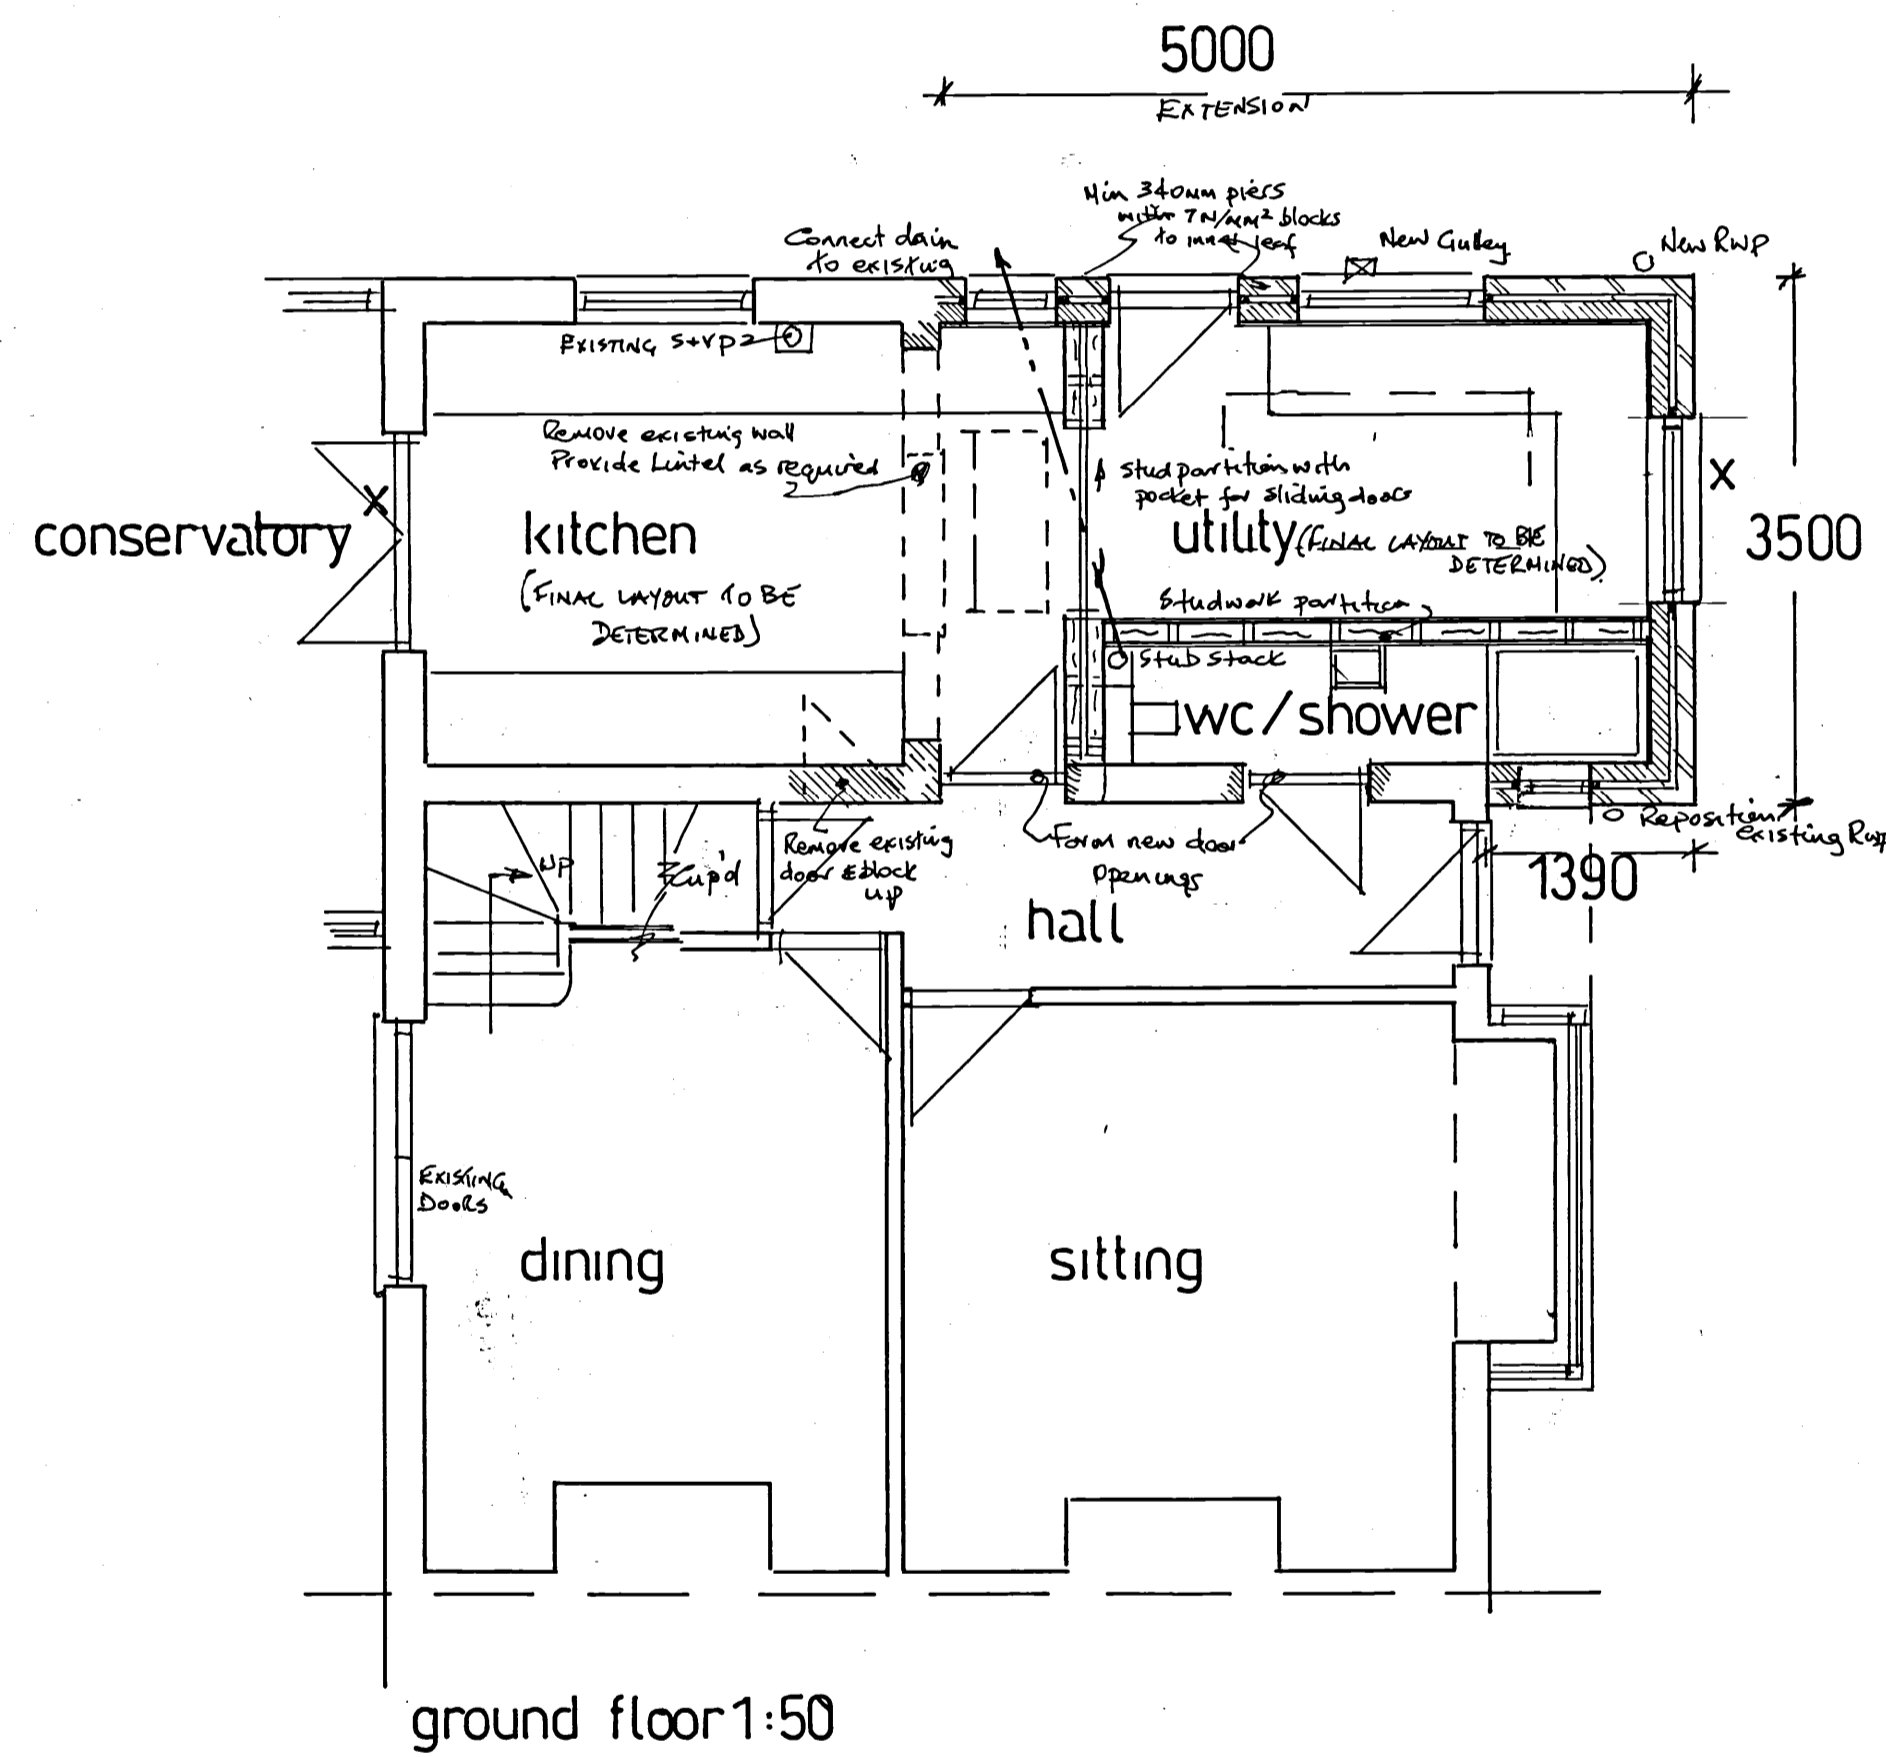 5000
EXTENSION
Min 340mm piers
with 7N/mm² blocks
to inner leaf
Connect drain
to existing
New Gulley
New RWP
EXISTING S+VP
Remove existing wall
Provide Lintel as required
Stud partition with
pocket for sliding doors
X
X
conservatory
kitchen
(FINAL LAYOUT TO BE
DETERMINED)
utility (FINAL LAYOUT TO BE
DETERMINED)
3500
Studwork partition
Stub Stack
wc/shower
Reposition
existing RWP
Remove existing
door & block
up
Form new door
openings
1390
UP
Cup'd
hall
EXISTING
DOORS
dining
sitting
ground floor 1:50